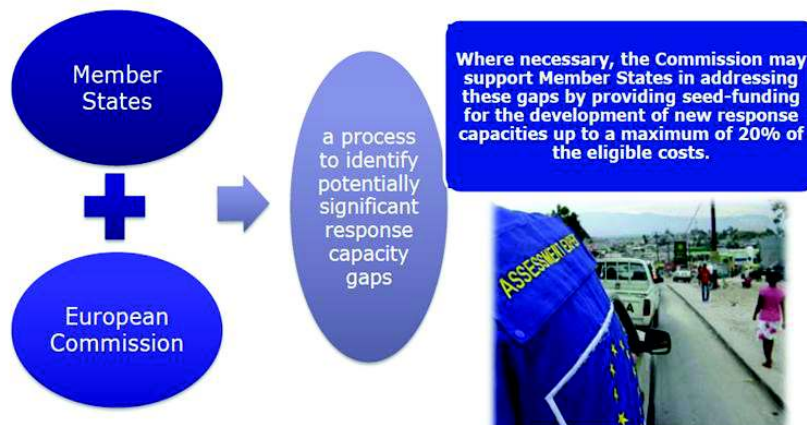 Member
States
European
Commission
a process
to identify
potentially
significant
response
capacity
gaps
Where necessary, the Commission may
support Member States in addressing
these gaps by providing seed-funding
for the development of new response
capacities up to a maximum of 20% of
the eligible costs.
ASSESSMENT